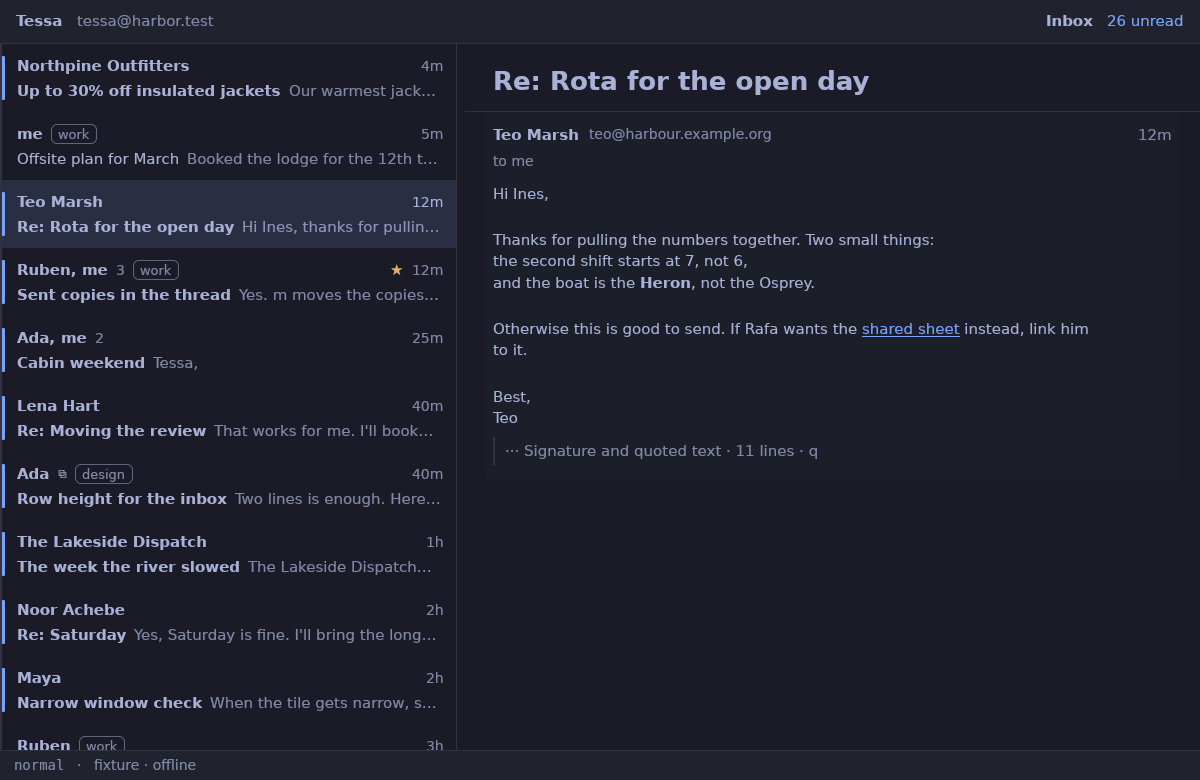 Tessa tessa@harbor.test
Inbox 26 unread
Northpine Outfitters 4m
Up to 30% off insulated jackets Our warmest jack…
me work 5m
Offsite plan for March Booked the lodge for the 12th t…
Teo Marsh 12m
Re: Rota for the open day Hi Ines, thanks for pullin…
Ruben, me 3 work ★ 12m
Sent copies in the thread Yes. m moves the copies…
Ada, me 2 25m
Cabin weekend Tessa,
Lena Hart 40m
Re: Moving the review That works for me. I'll book…
Ada design 40m
Row height for the inbox Two lines is enough. Here…
The Lakeside Dispatch 1h
The week the river slowed The Lakeside Dispatch…
Noor Achebe 2h
Re: Saturday Yes, Saturday is fine. I'll bring the long…
Maya 2h
Narrow window check When the tile gets narrow, s…
Ruben work 3h
Re: Rota for the open day
Teo Marsh teo@harbour.example.org 12m
to me
Hi Ines,
Thanks for pulling the numbers together. Two small things:
the second shift starts at 7, not 6,
and the boat is the Heron, not the Osprey.
Otherwise this is good to send. If Rafa wants the shared sheet instead, link him
to it.
Best,
Teo
··· Signature and quoted text · 11 lines · q
normal · fixture · offline